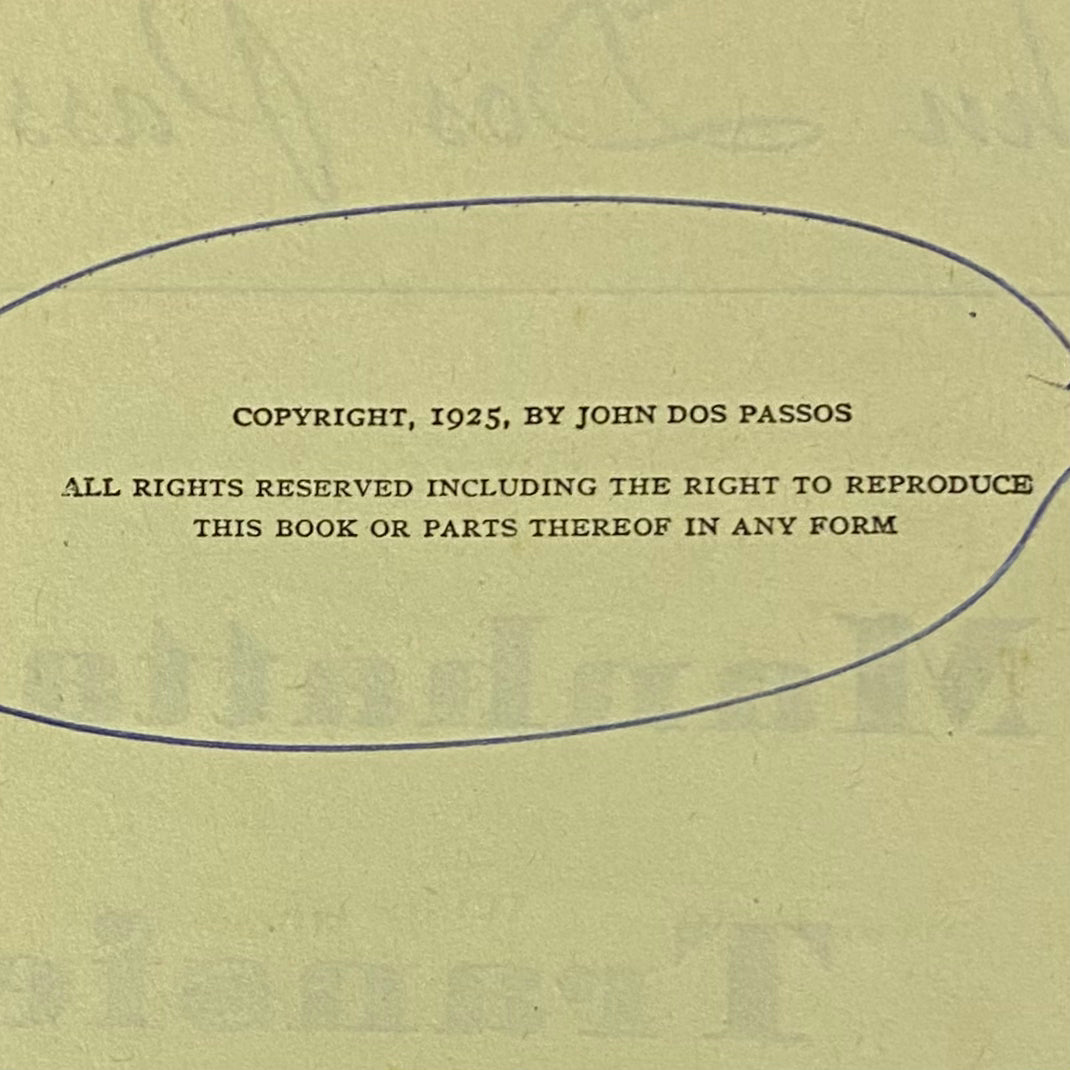 COPYRIGHT, 1925, BY JOHN DOS PASSOS
ALL RIGHTS RESERVED INCLUDING THE RIGHT TO REPRODUCE
THIS BOOK OR PARTS THEREOF IN ANY FORM